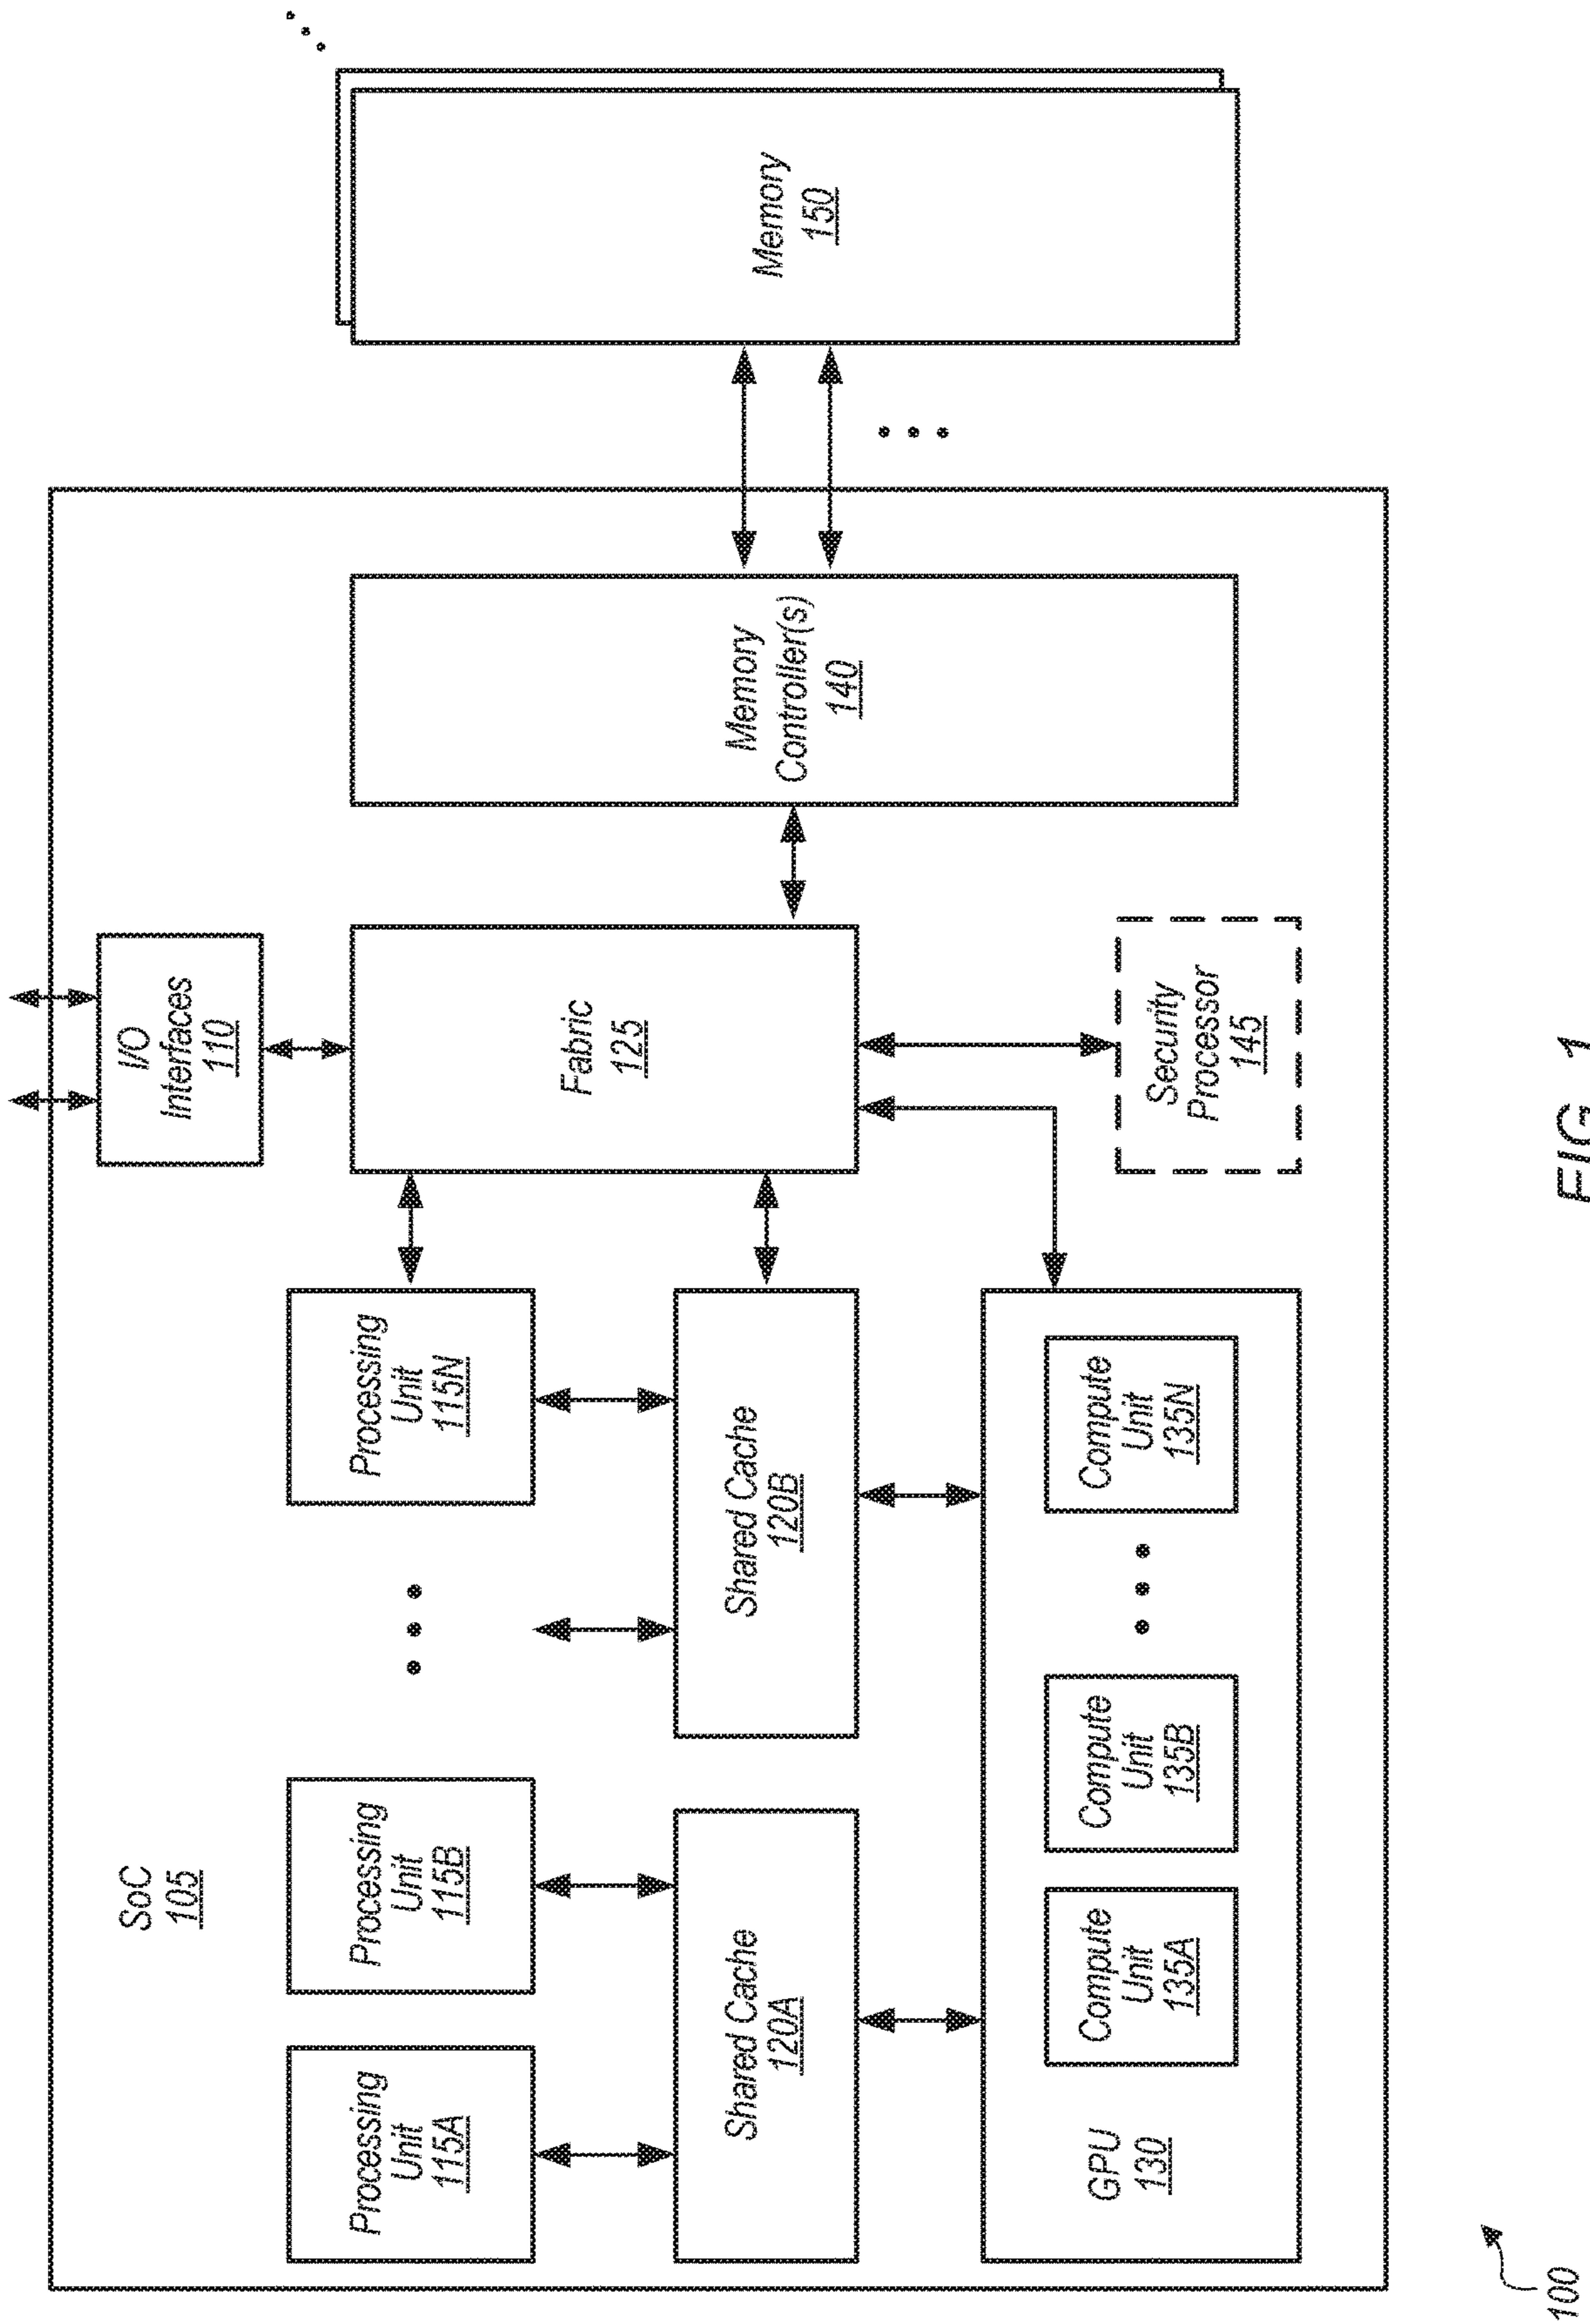 SoC
105
I/O
Interfaces
110
Processing
Unit
115A
Processing
Unit
115B
Processing
Unit
115N
Shared Cache
120A
Shared Cache
120B
Fabric
125
Memory
Controller(s)
140
Memory
150
GPU
130
Compute
Unit
135A
Compute
Unit
135B
Compute
Unit
135N
Security
Processor
145
100
FIG. 1